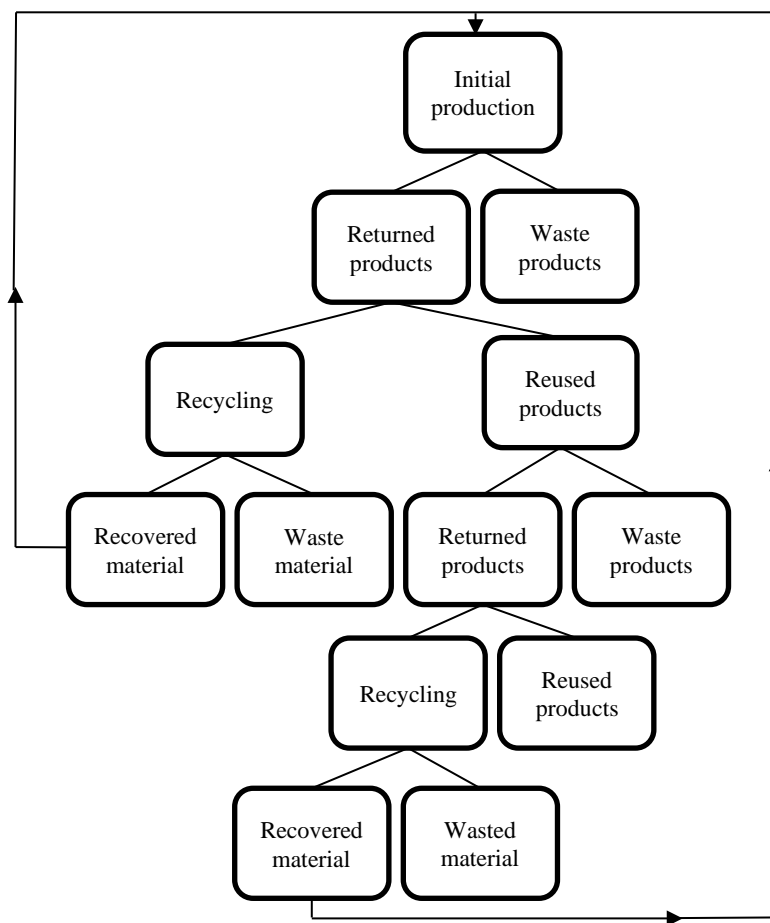 Initial
production
Returned
products
Waste
products
Recycling
Reused
products
Recovered
material
Waste
material
Returned
products
Waste
products
Recycling
Reused
products
Recovered
material
Wasted
material